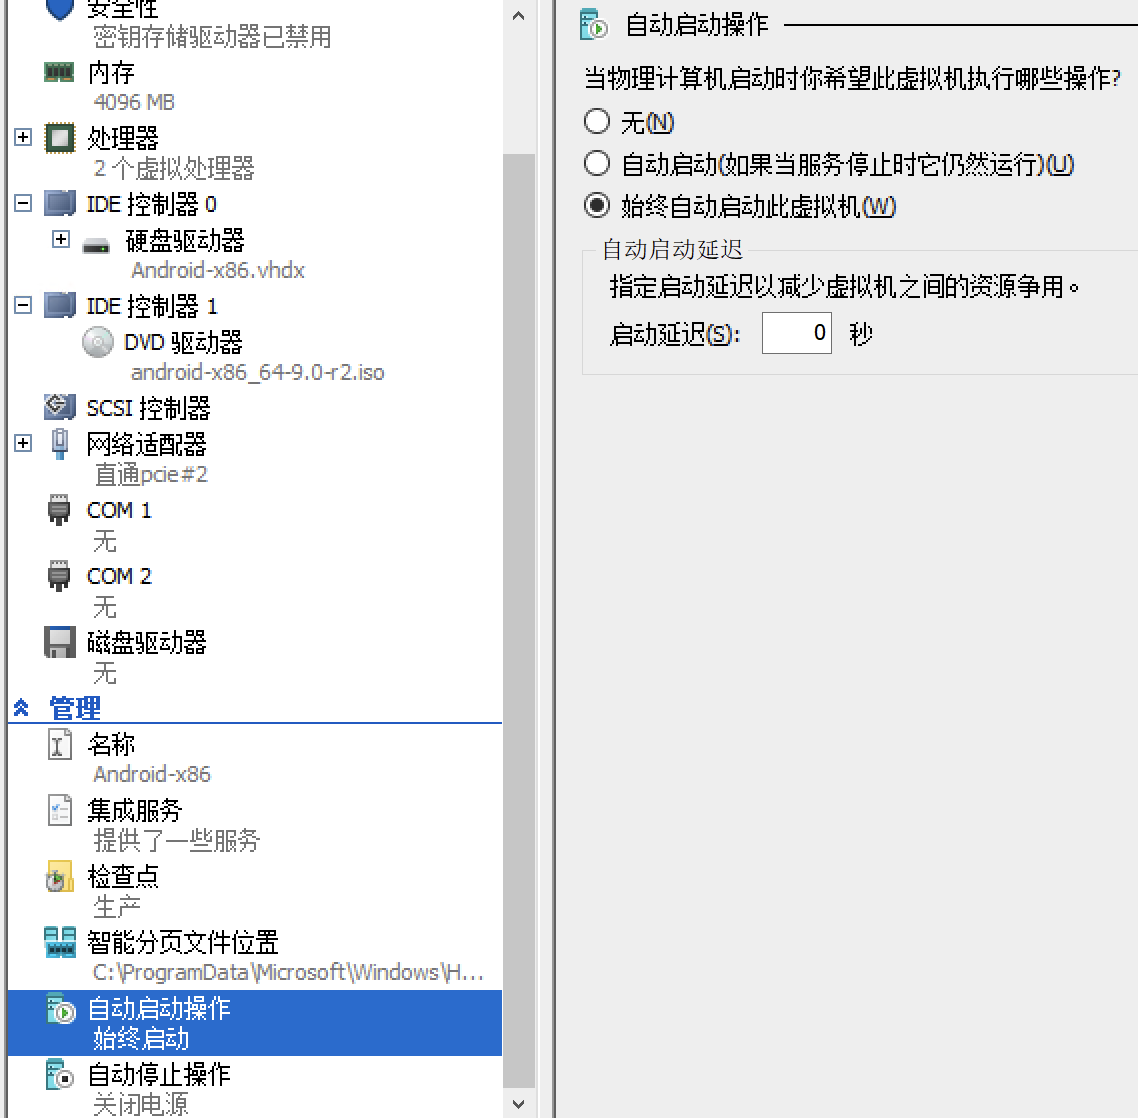 安全性
密钥存储驱动器已禁用
内存
4096 MB
处理器
2 个虚拟处理器
IDE 控制器 0
硬盘驱动器
Android-x86.vhdx
IDE 控制器 1
DVD 驱动器
android-x86_64-9.0-r2.iso
SCSI 控制器
网络适配器
直通pcie#2
COM 1
无
COM 2
无
磁盘驱动器
无
管理
名称
Android-x86
集成服务
提供了一些服务
检查点
生产
智能分页文件位置
C:\ProgramData\Microsoft\Windows\H...
自动启动操作
始终启动
自动停止操作
关闭电源
自动启动操作
当物理计算机启动时你希望此虚拟机执行哪些操作?
无(N)
自动启动(如果当服务停止时它仍然运行)(U)
始终自动启动此虚拟机(W)
自动启动延迟
指定启动延迟以减少虚拟机之间的资源争用。
启动延迟(S): 0 秒